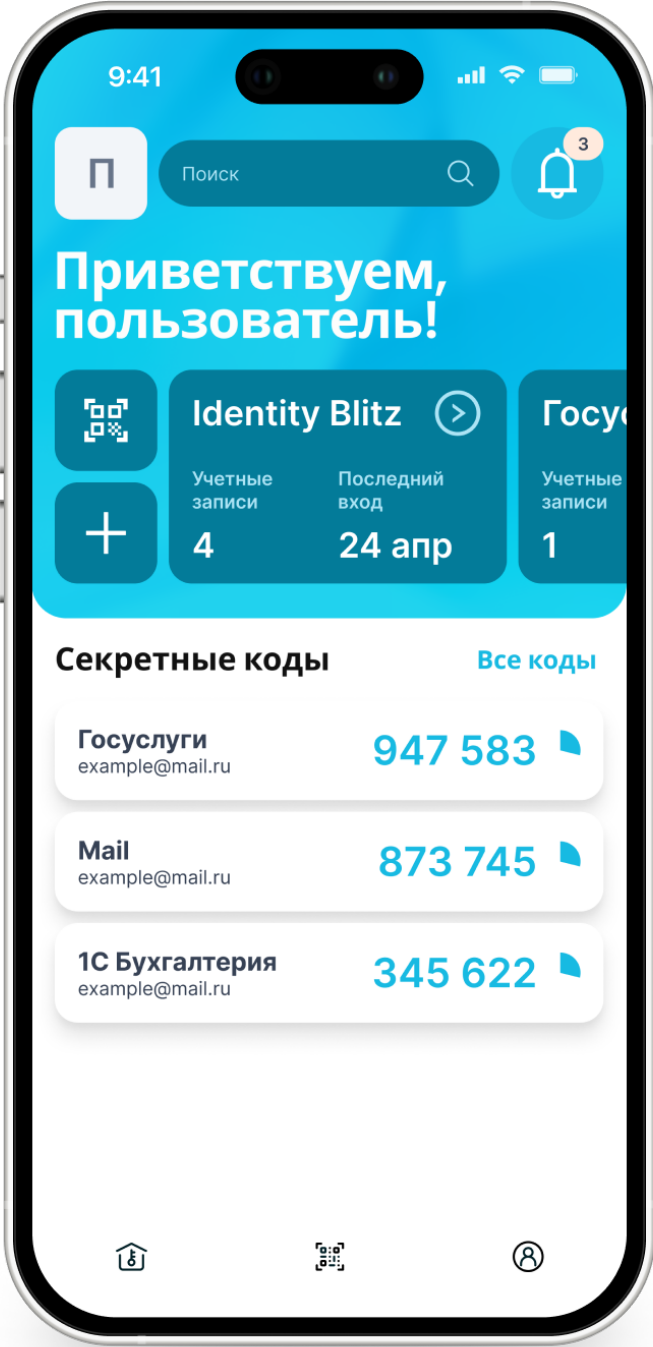 9:41
П
Поиск
3
Приветствуем,
пользователь!
Identity Blitz
Учетные
записи
4
Последний
вход
24 апр
Госу
Учетные
записи
1
Секретные коды
Все коды
Госуслуги
example@mail.ru
947 583
Mail
example@mail.ru
873 745
1С Бухгалтерия
example@mail.ru
345 622